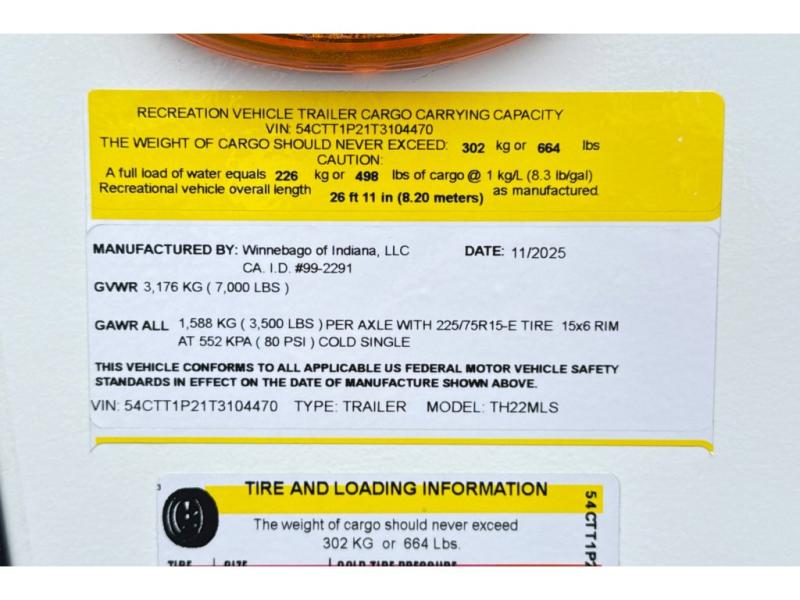 RECREATION VEHICLE TRAILER CARGO CARRYING CAPACITY
VIN: 54CTT1P21T3104470
THE WEIGHT OF CARGO SHOULD NEVER EXCEED: 302 kg or 664 lbs
CAUTION:
A full load of water equals 226 kg or 498 lbs of cargo @ 1 kg/L (8.3 lb/gal)
Recreational vehicle overall length 26 ft 11 in (8.20 meters) as manufactured.
MANUFACTURED BY: Winnebago of Indiana, LLC DATE: 11/2025
CA. I.D. #99-2291
GVWR 3,176 KG ( 7,000 LBS )
GAWR ALL 1,588 KG ( 3,500 LBS ) PER AXLE WITH 225/75R15-E TIRE 15x6 RIM
AT 552 KPA ( 80 PSI ) COLD SINGLE
THIS VEHICLE CONFORMS TO ALL APPLICABLE US FEDERAL MOTOR VEHICLE SAFETY
STANDARDS IN EFFECT ON THE DATE OF MANUFACTURE SHOWN ABOVE.
VIN: 54CTT1P21T3104470 TYPE: TRAILER MODEL: TH22MLS
3
TIRE AND LOADING INFORMATION
The weight of cargo should never exceed
302 KG or 664 Lbs.
54CTT1P2
TIRE SIZE COLD TIRE PRESSURE